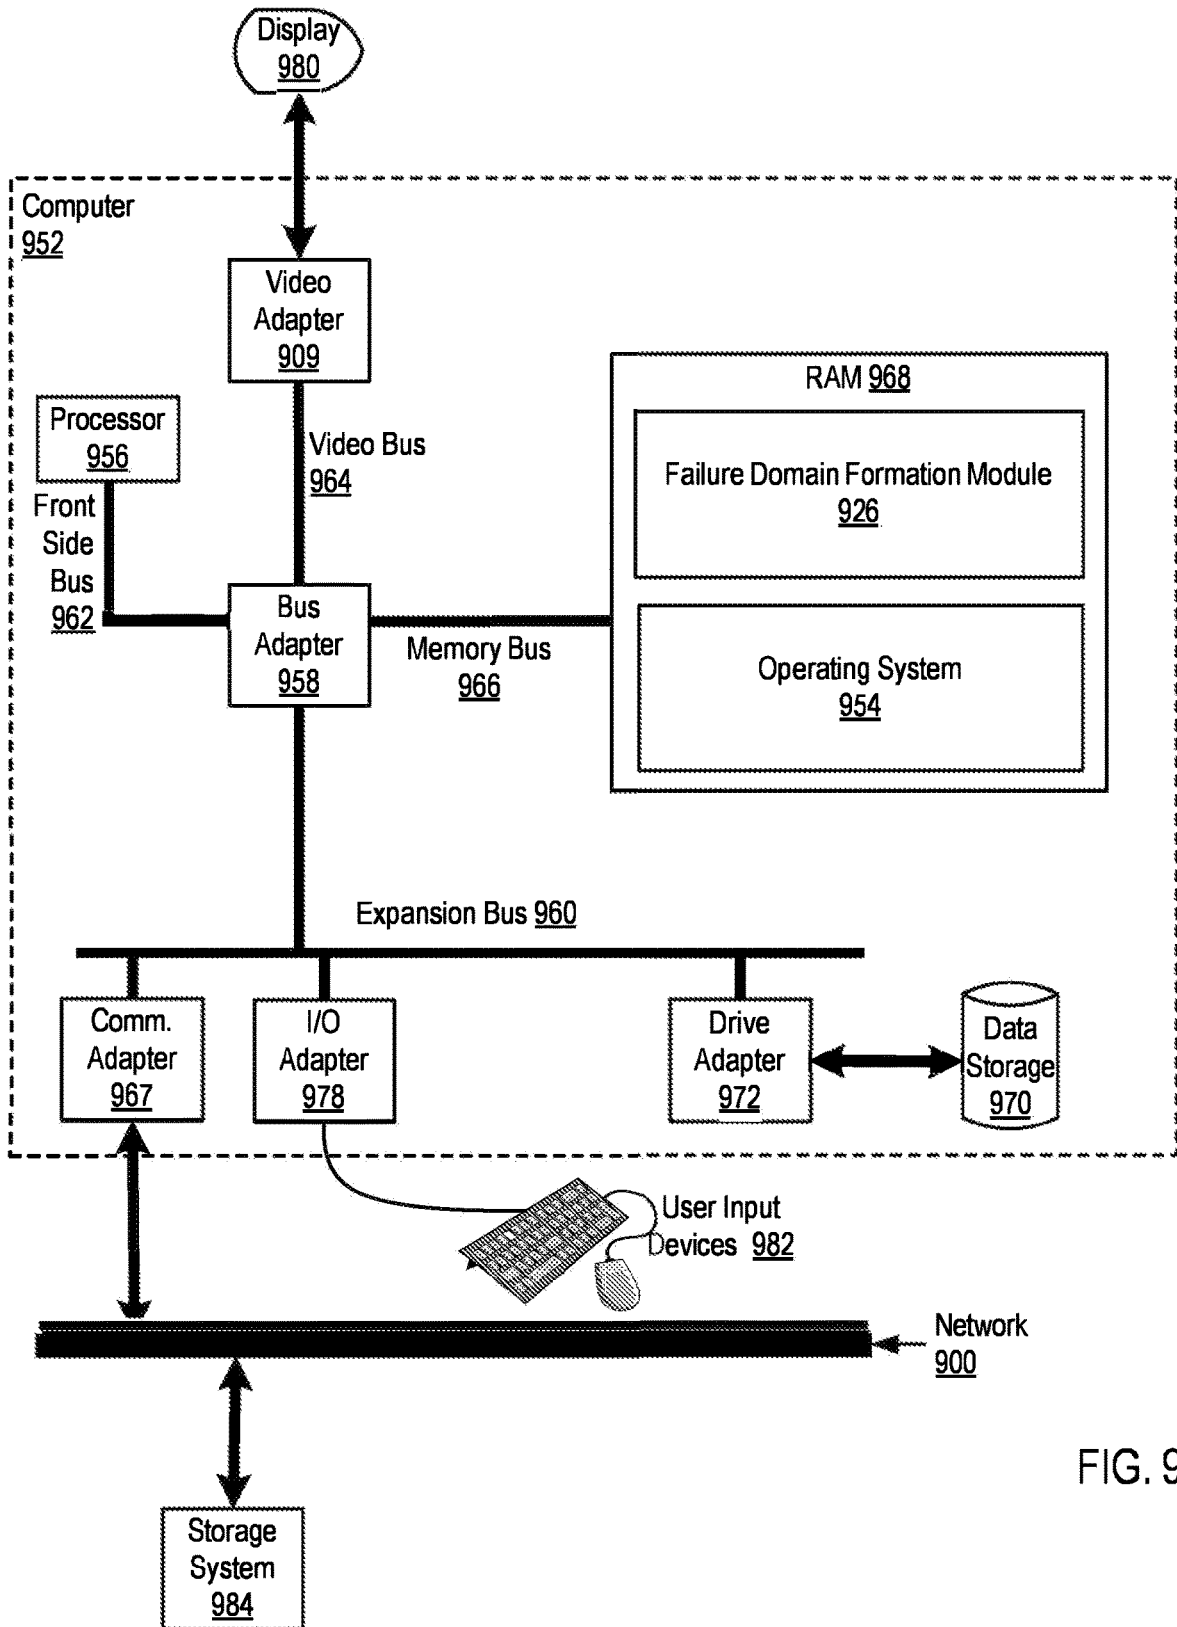 Display
980
Computer
952
Video
Adapter
909
RAM 968
Processor
956
Video Bus
964
Failure Domain Formation Module
926
Front
Side
Bus
962
Bus
Adapter
958
Memory Bus
966
Operating System
954
Expansion Bus 960
Comm.
Adapter
967
I/O
Adapter
978
Drive
Adapter
972
Data
Storage
970
User Input
Devices 982
Network
900
FIG. 9
Storage
System
984